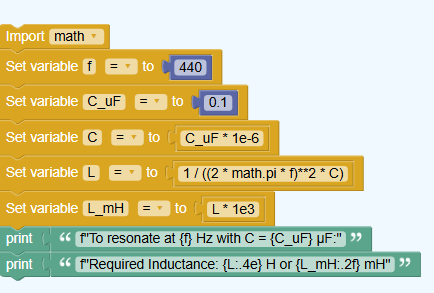 Import math
Set variable f = to 440
Set variable C_uF = to 0.1
Set variable C = to C_uF * 1e-6
Set variable L = to 1 / ((2 * math.pi * f)**2 * C)
Set variable L_mH = to L * 1e3
print “ f"To resonate at {f} Hz with C = {C_uF} µF:" ”
print “ f"Required Inductance: {L:.4e} H or {L_mH:.2f} mH" ”